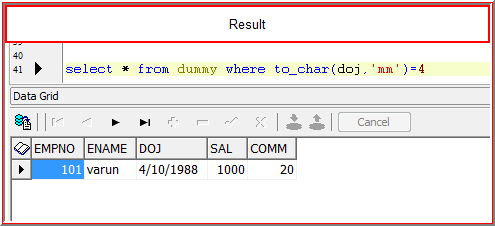 Result
39
40
41 select * from dummy where to_char(doj,'mm')=4
Data Grid
Cancel
EMPNO ENAME DOJ SAL COMM
101 varun 4/10/1988 1000 20